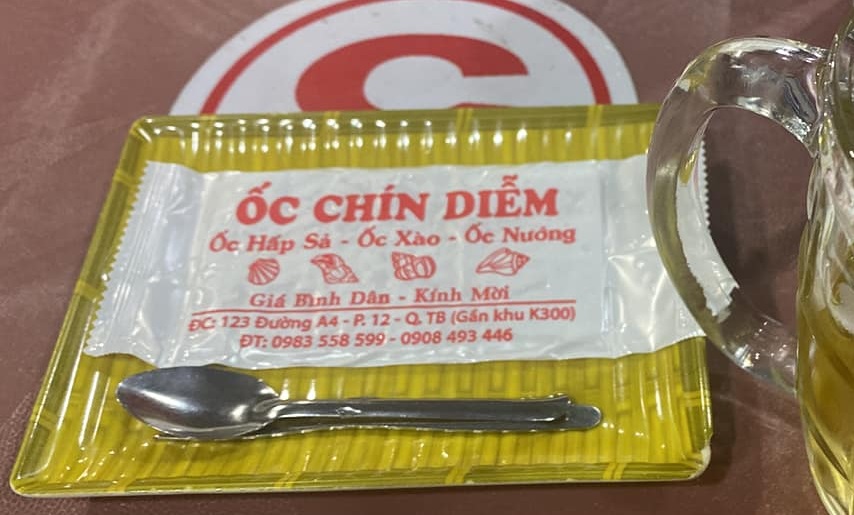 ỐC CHÍN DIỄM
Ốc Hấp Sả - Ốc Xào - Ốc Nướng
Giá Bình Dân - Kính Mời
ĐC: 123 Đường A4 - P. 12 - Q. TB (Gần khu K300)
ĐT: 0983 558 599 - 0908 493 446